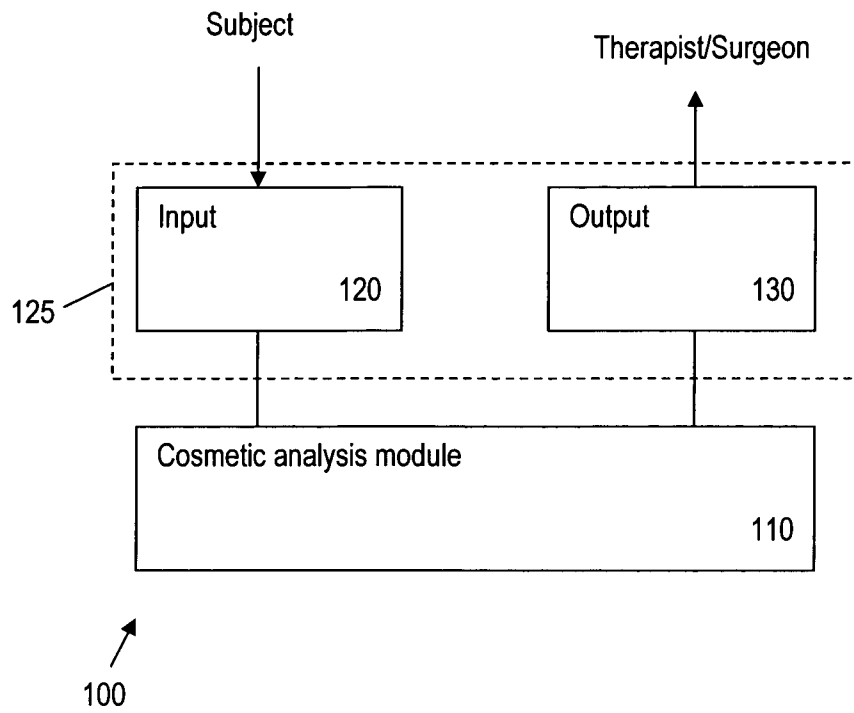 Subject
Therapist/Surgeon
Input
120
Output
130
125
Cosmetic analysis module
110
100